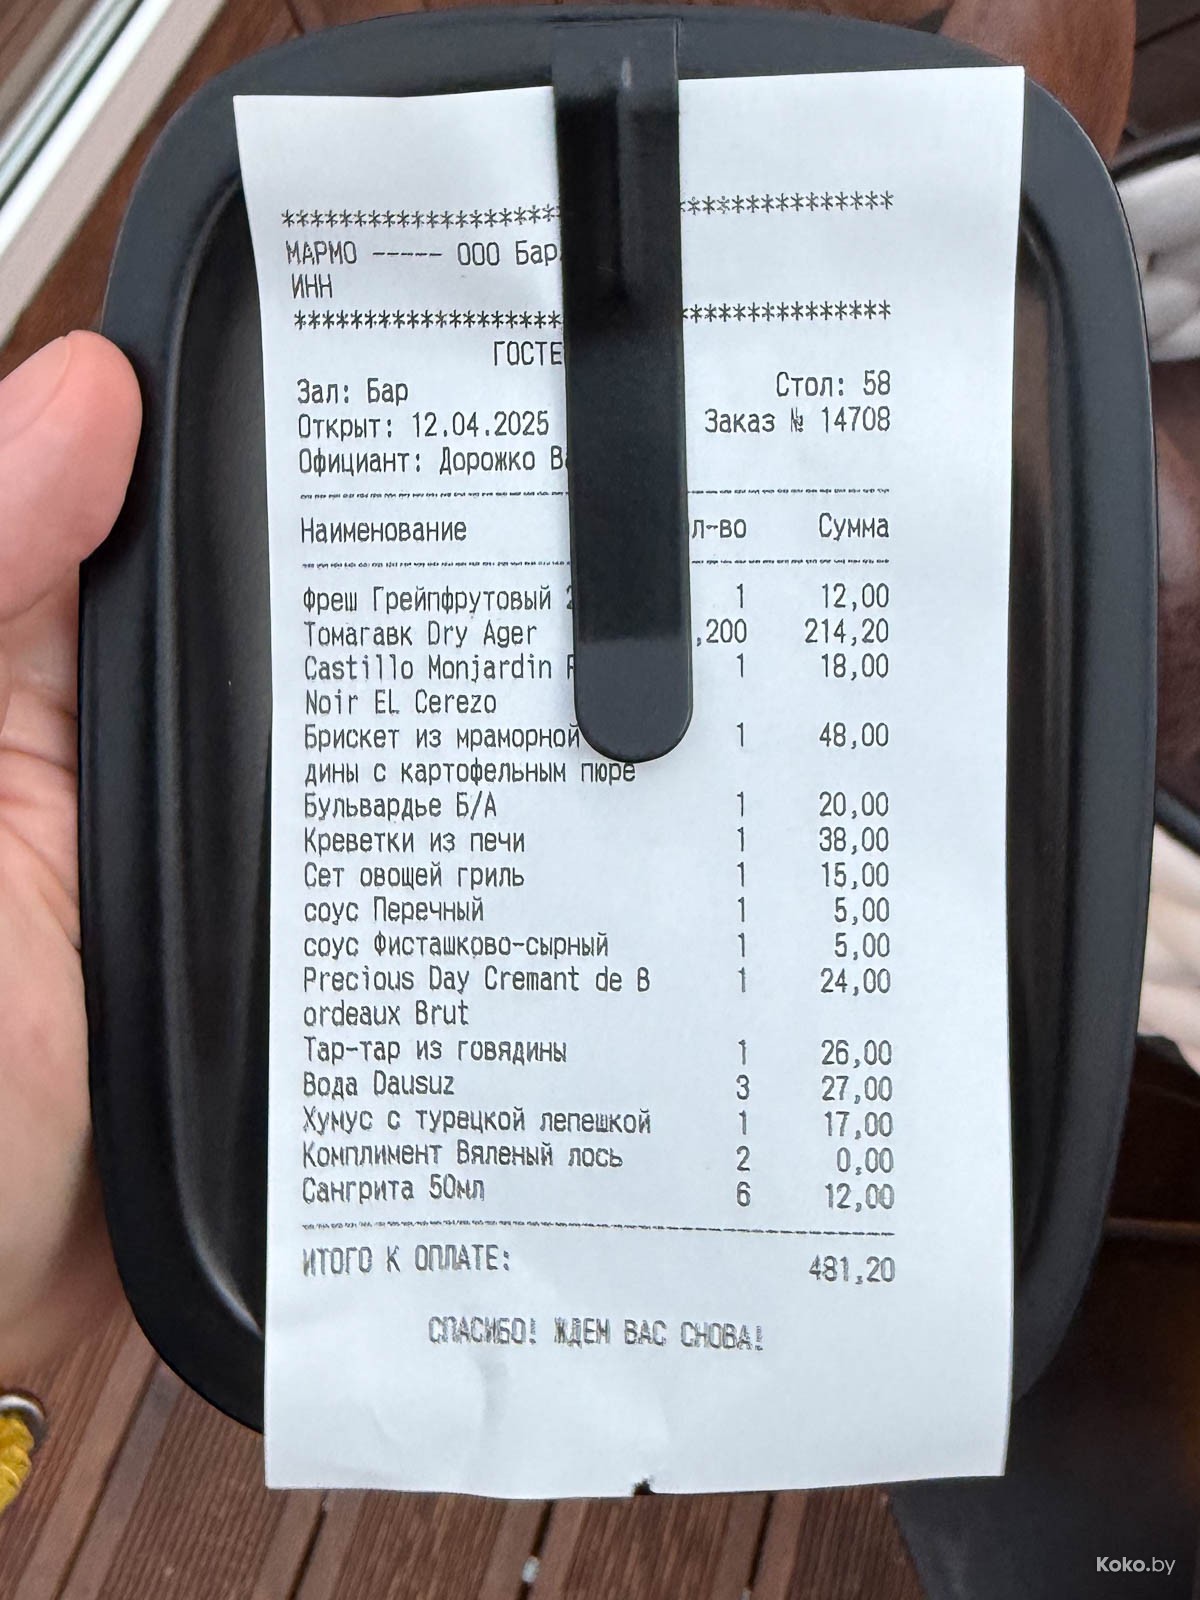 ****************************************
МАРМО ----- ООО Бар
ИНН
****************************************
Зал: Бар Стол: 58
Открыт: 12.04.2025 Заказ № 14708
Официант: Дорожко
Наименование Сумма
Фреш Грейпфрутовый 1 12,00
Томагавк Dry Ager ,200 214,20
Castillo Monjardin 1 18,00
Noir EL Cerezo
Брискет из мраморной 1 48,00
дины с картофельным пюре
Бульвардье Б/А 1 20,00
Креветки из печи 1 38,00
Сет овощей гриль 1 15,00
соус Перечный 1 5,00
соус Фисташково-сырный 1 5,00
Precious Day Cremant de B 1 24,00
ordeaux Brut
Тар-тар из говядины 1 26,00
Вода Dausuz 3 27,00
Хумус с турецкой лепешкой 1 17,00
Комплимент Вяленый лось 2 0,00
Сангрита 50мл 6 12,00
ИТОГО К ОПЛАТЕ: 481,20
СПАСИБО! ЖДЕМ ВАС СНОВА!
Koko.by